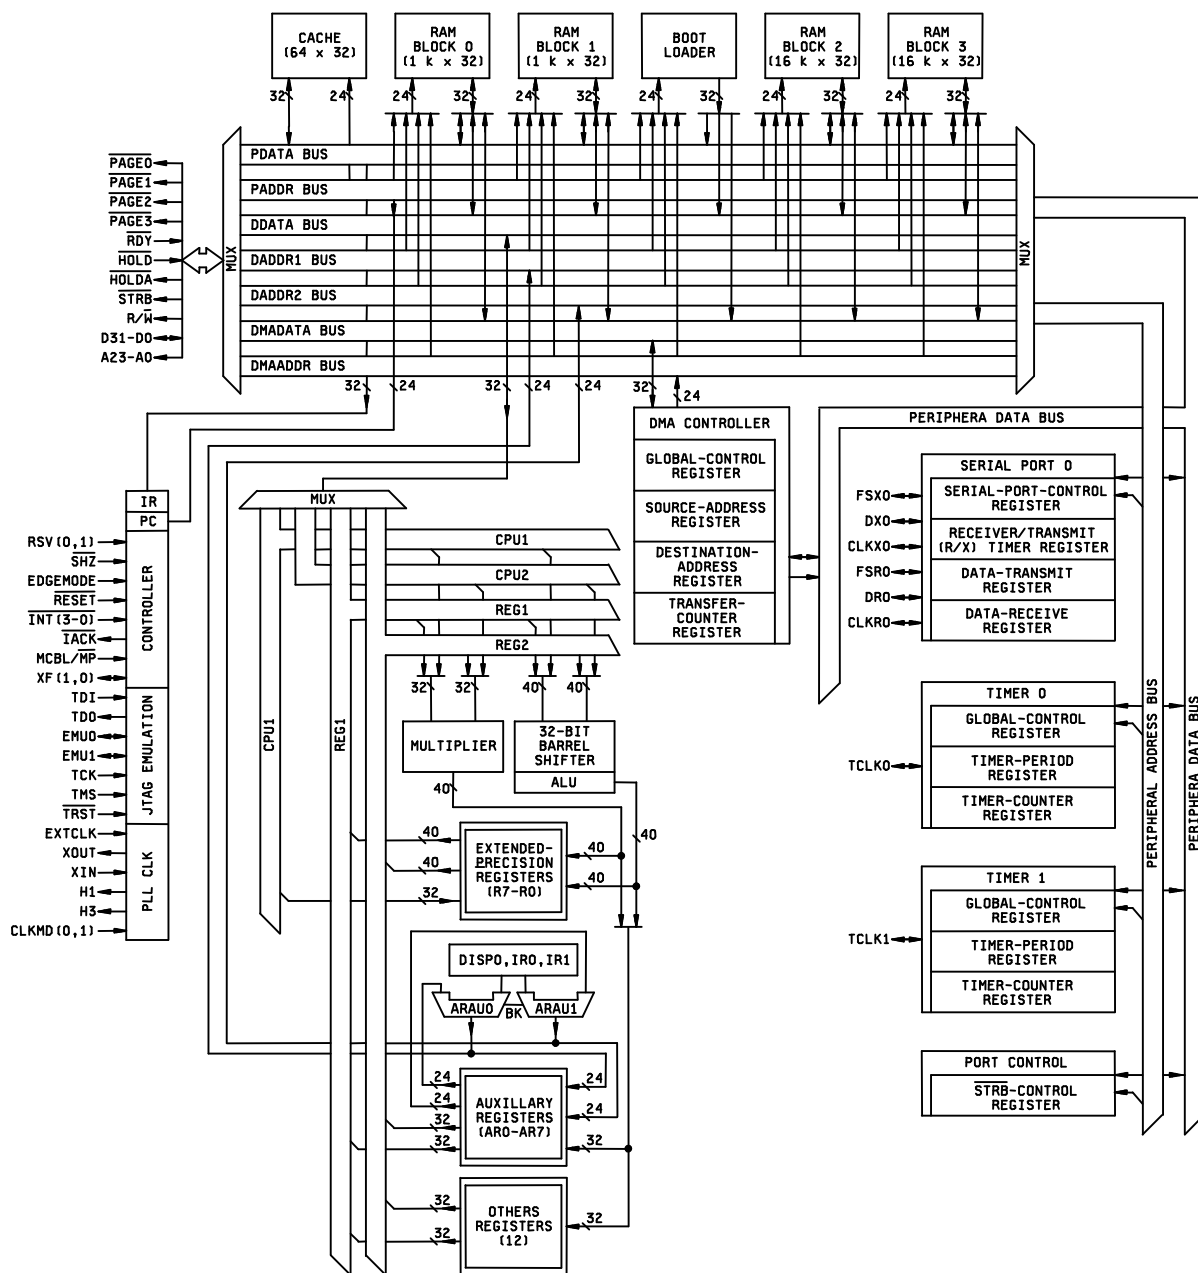 CACHE
(64 x 32)
RAM
BLOCK 0
(1 k x 32)
RAM
BLOCK 1
(1 k x 32)
BOOT
LOADER
RAM
BLOCK 2
(16 k x 32)
RAM
BLOCK 3
(16 k x 32)
32
24
24
32
24
32
24
32
24
32
24
32
PDATA BUS
PADDR BUS
DDATA BUS
DADDR1 BUS
DADDR2 BUS
DMADATA BUS
DMAADDR BUS
MUX
MUX
PAGE0
PAGE1
PAGE2
PAGE3
RDY
HOLD
HOLDA
STRB
R/W
D31-D0
A23-A0
32
24
32
24
24
32
24
IR
PC
CONTROLLER
JTAG EMULATION
PLL CLK
RSV(0,1)
SHZ
EDGEMODE
RESET
INT(3-0)
IACK
MCBL/MP
XF(1,0)
TDI
TDO
EMU0
EMU1
TCK
TMS
TRST
EXTCLK
XOUT
XIN
H1
H3
CLKMD(0,1)
MUX
CPU1
CPU2
REG1
REG2
CPU1
REG1
32
32
40
40
MULTIPLIER
32-BIT
BARREL
SHIFTER
ALU
40
40
40
40
32
40
40
EXTENDED-
PRECISION
REGISTERS
(R7-R0)
DISP0,IR0,IR1
ARAU0
BK
ARAU1
24
24
32
32
24
24
32
AUXILLARY
REGISTERS
(AR0-AR7)
32
32
32
OTHERS
REGISTERS
(12)
DMA CONTROLLER
GLOBAL-CONTROL
REGISTER
SOURCE-ADDRESS
REGISTER
DESTINATION-
ADDRESS
REGISTER
TRANSFER-
COUNTER
REGISTER
PERIPHERA DATA BUS
PERIPHERAL ADDRESS BUS
PERIPHERA DATA BUS
SERIAL PORT 0
SERIAL-PORT-CONTROL
REGISTER
RECEIVER/TRANSMIT
(R/X) TIMER REGISTER
DATA-TRANSMIT
REGISTER
DATA-RECEIVE
REGISTER
FSX0
DX0
CLKX0
FSR0
DR0
CLKR0
TIMER 0
GLOBAL-CONTROL
REGISTER
TIMER-PERIOD
REGISTER
TIMER-COUNTER
REGISTER
TCLK0
TIMER 1
GLOBAL-CONTROL
REGISTER
TIMER-PERIOD
REGISTER
TIMER-COUNTER
REGISTER
TCLK1
PORT CONTROL
STRB-CONTROL
REGISTER